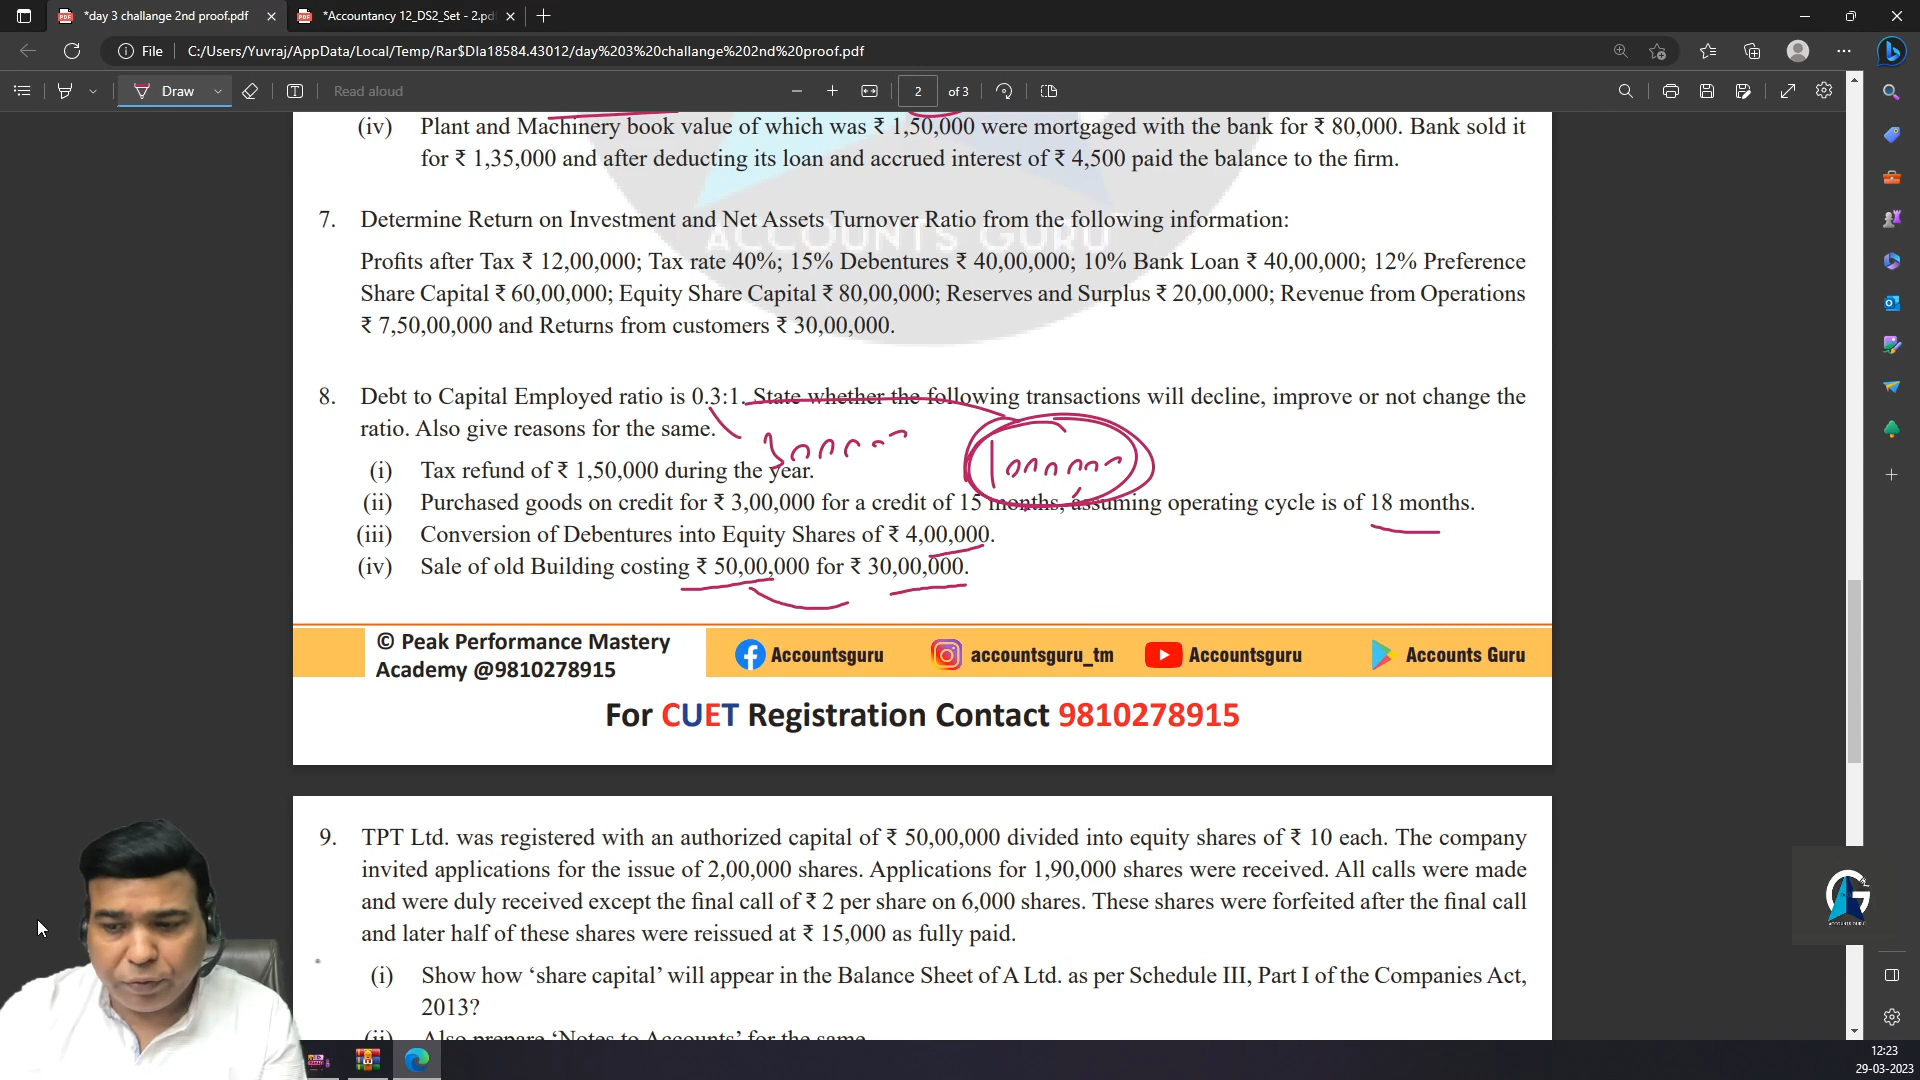 *day 3 challange 2nd proof.pdf
*Accountancy 12_DS2_Set - 2.pd
File
C:/Users/Yuvraj/AppData/Local/Temp/Rar$DIa18584.43012/day%203%20challange%202nd%20proof.pdf
Draw
Read aloud
2 of 3
(iv) Plant and Machinery book value of which was ₹ 1,50,000 were mortgaged with the bank for ₹ 80,000. Bank sold it
for ₹ 1,35,000 and after deducting its loan and accrued interest of ₹ 4,500 paid the balance to the firm.
ACCOUNTS GURU
7. Determine Return on Investment and Net Assets Turnover Ratio from the following information:
Profits after Tax ₹ 12,00,000; Tax rate 40%; 15% Debentures ₹ 40,00,000; 10% Bank Loan ₹ 40,00,000; 12% Preference
Share Capital ₹ 60,00,000; Equity Share Capital ₹ 80,00,000; Reserves and Surplus ₹ 20,00,000; Revenue from Operations
₹ 7,50,00,000 and Returns from customers ₹ 30,00,000.
8. Debt to Capital Employed ratio is 0.3:1. State whether the following transactions will decline, improve or not change the
ratio. Also give reasons for the same.
(i) Tax refund of ₹ 1,50,000 during the year.
(ii) Purchased goods on credit for ₹ 3,00,000 for a credit of 15 months, assuming operating cycle is of 18 months.
(iii) Conversion of Debentures into Equity Shares of ₹ 4,00,000.
(iv) Sale of old Building costing ₹ 50,00,000 for ₹ 30,00,000.
© Peak Performance Mastery
Academy @9810278915
Accountsguru
accountsguru_tm
Accountsguru
Accounts Guru
For CUET Registration Contact 9810278915
9. TPT Ltd. was registered with an authorized capital of ₹ 50,00,000 divided into equity shares of ₹ 10 each. The company
invited applications for the issue of 2,00,000 shares. Applications for 1,90,000 shares were received. All calls were made
and were duly received except the final call of ₹ 2 per share on 6,000 shares. These shares were forfeited after the final call
and later half of these shares were reissued at ₹ 15,000 as fully paid.
(i) Show how ‘share capital’ will appear in the Balance Sheet of A Ltd. as per Schedule III, Part I of the Companies Act,
2013?
(ii) Also prepare ‘Notes to Accounts’ for the same.
12:23
29-03-2023